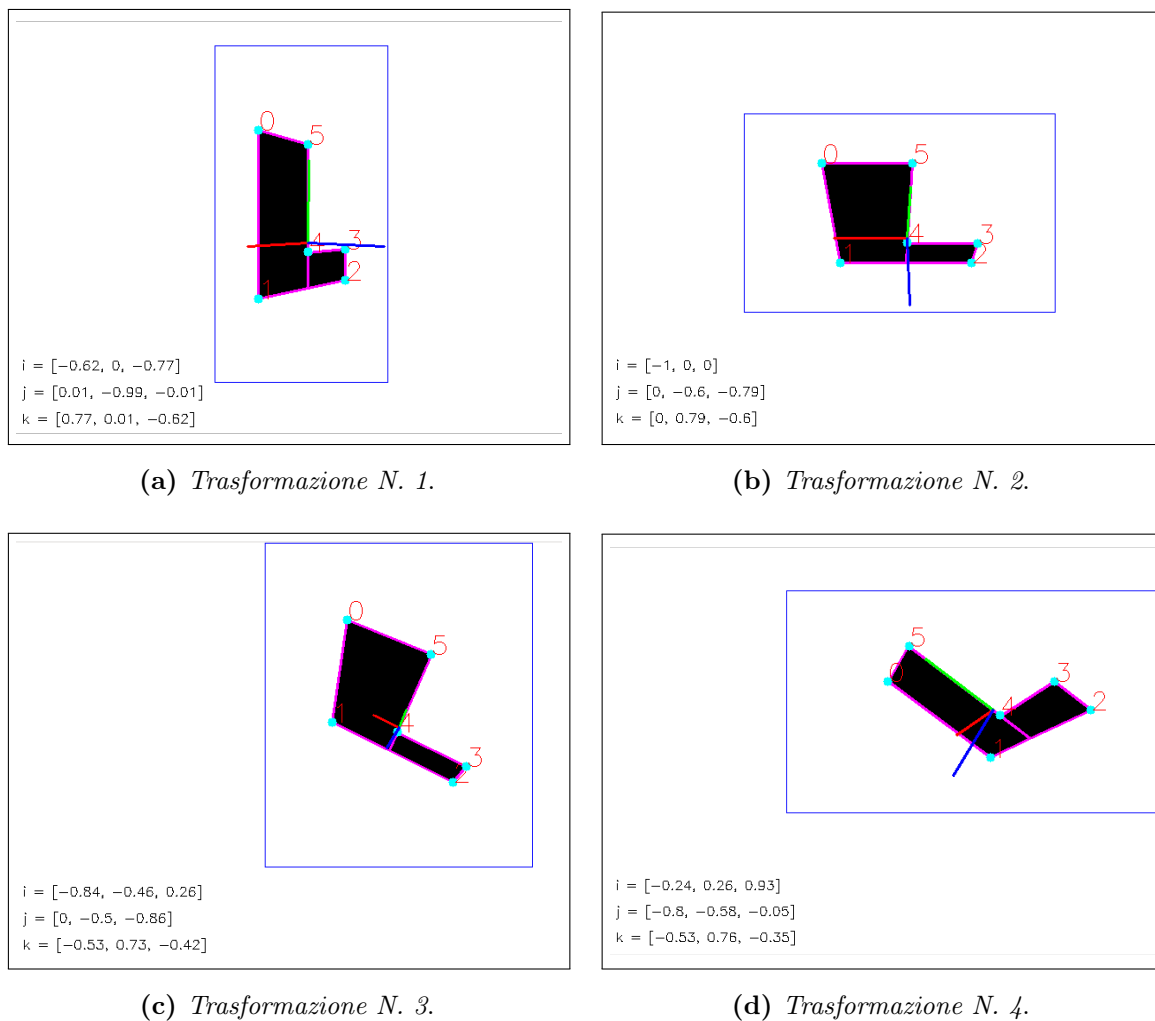 0
5
4
3
2
1
i = [-0.62, 0, -0.77]
j = [0.01, -0.99, -0.01]
k = [0.77, 0.01, -0.62]
(a) Trasformazione N. 1.
0
5
4
3
1
2
i = [-1, 0, 0]
j = [0, -0.6, -0.79]
k = [0, 0.79, -0.6]
(b) Trasformazione N. 2.
0
5
1
4
3
2
i = [-0.84, -0.46, 0.26]
j = [0, -0.5, -0.86]
k = [-0.53, 0.73, -0.42]
(c) Trasformazione N. 3.
5
0
3
4
2
1
i = [-0.24, 0.26, 0.93]
j = [-0.8, -0.58, -0.05]
k = [-0.53, 0.76, -0.35]
(d) Trasformazione N. 4.